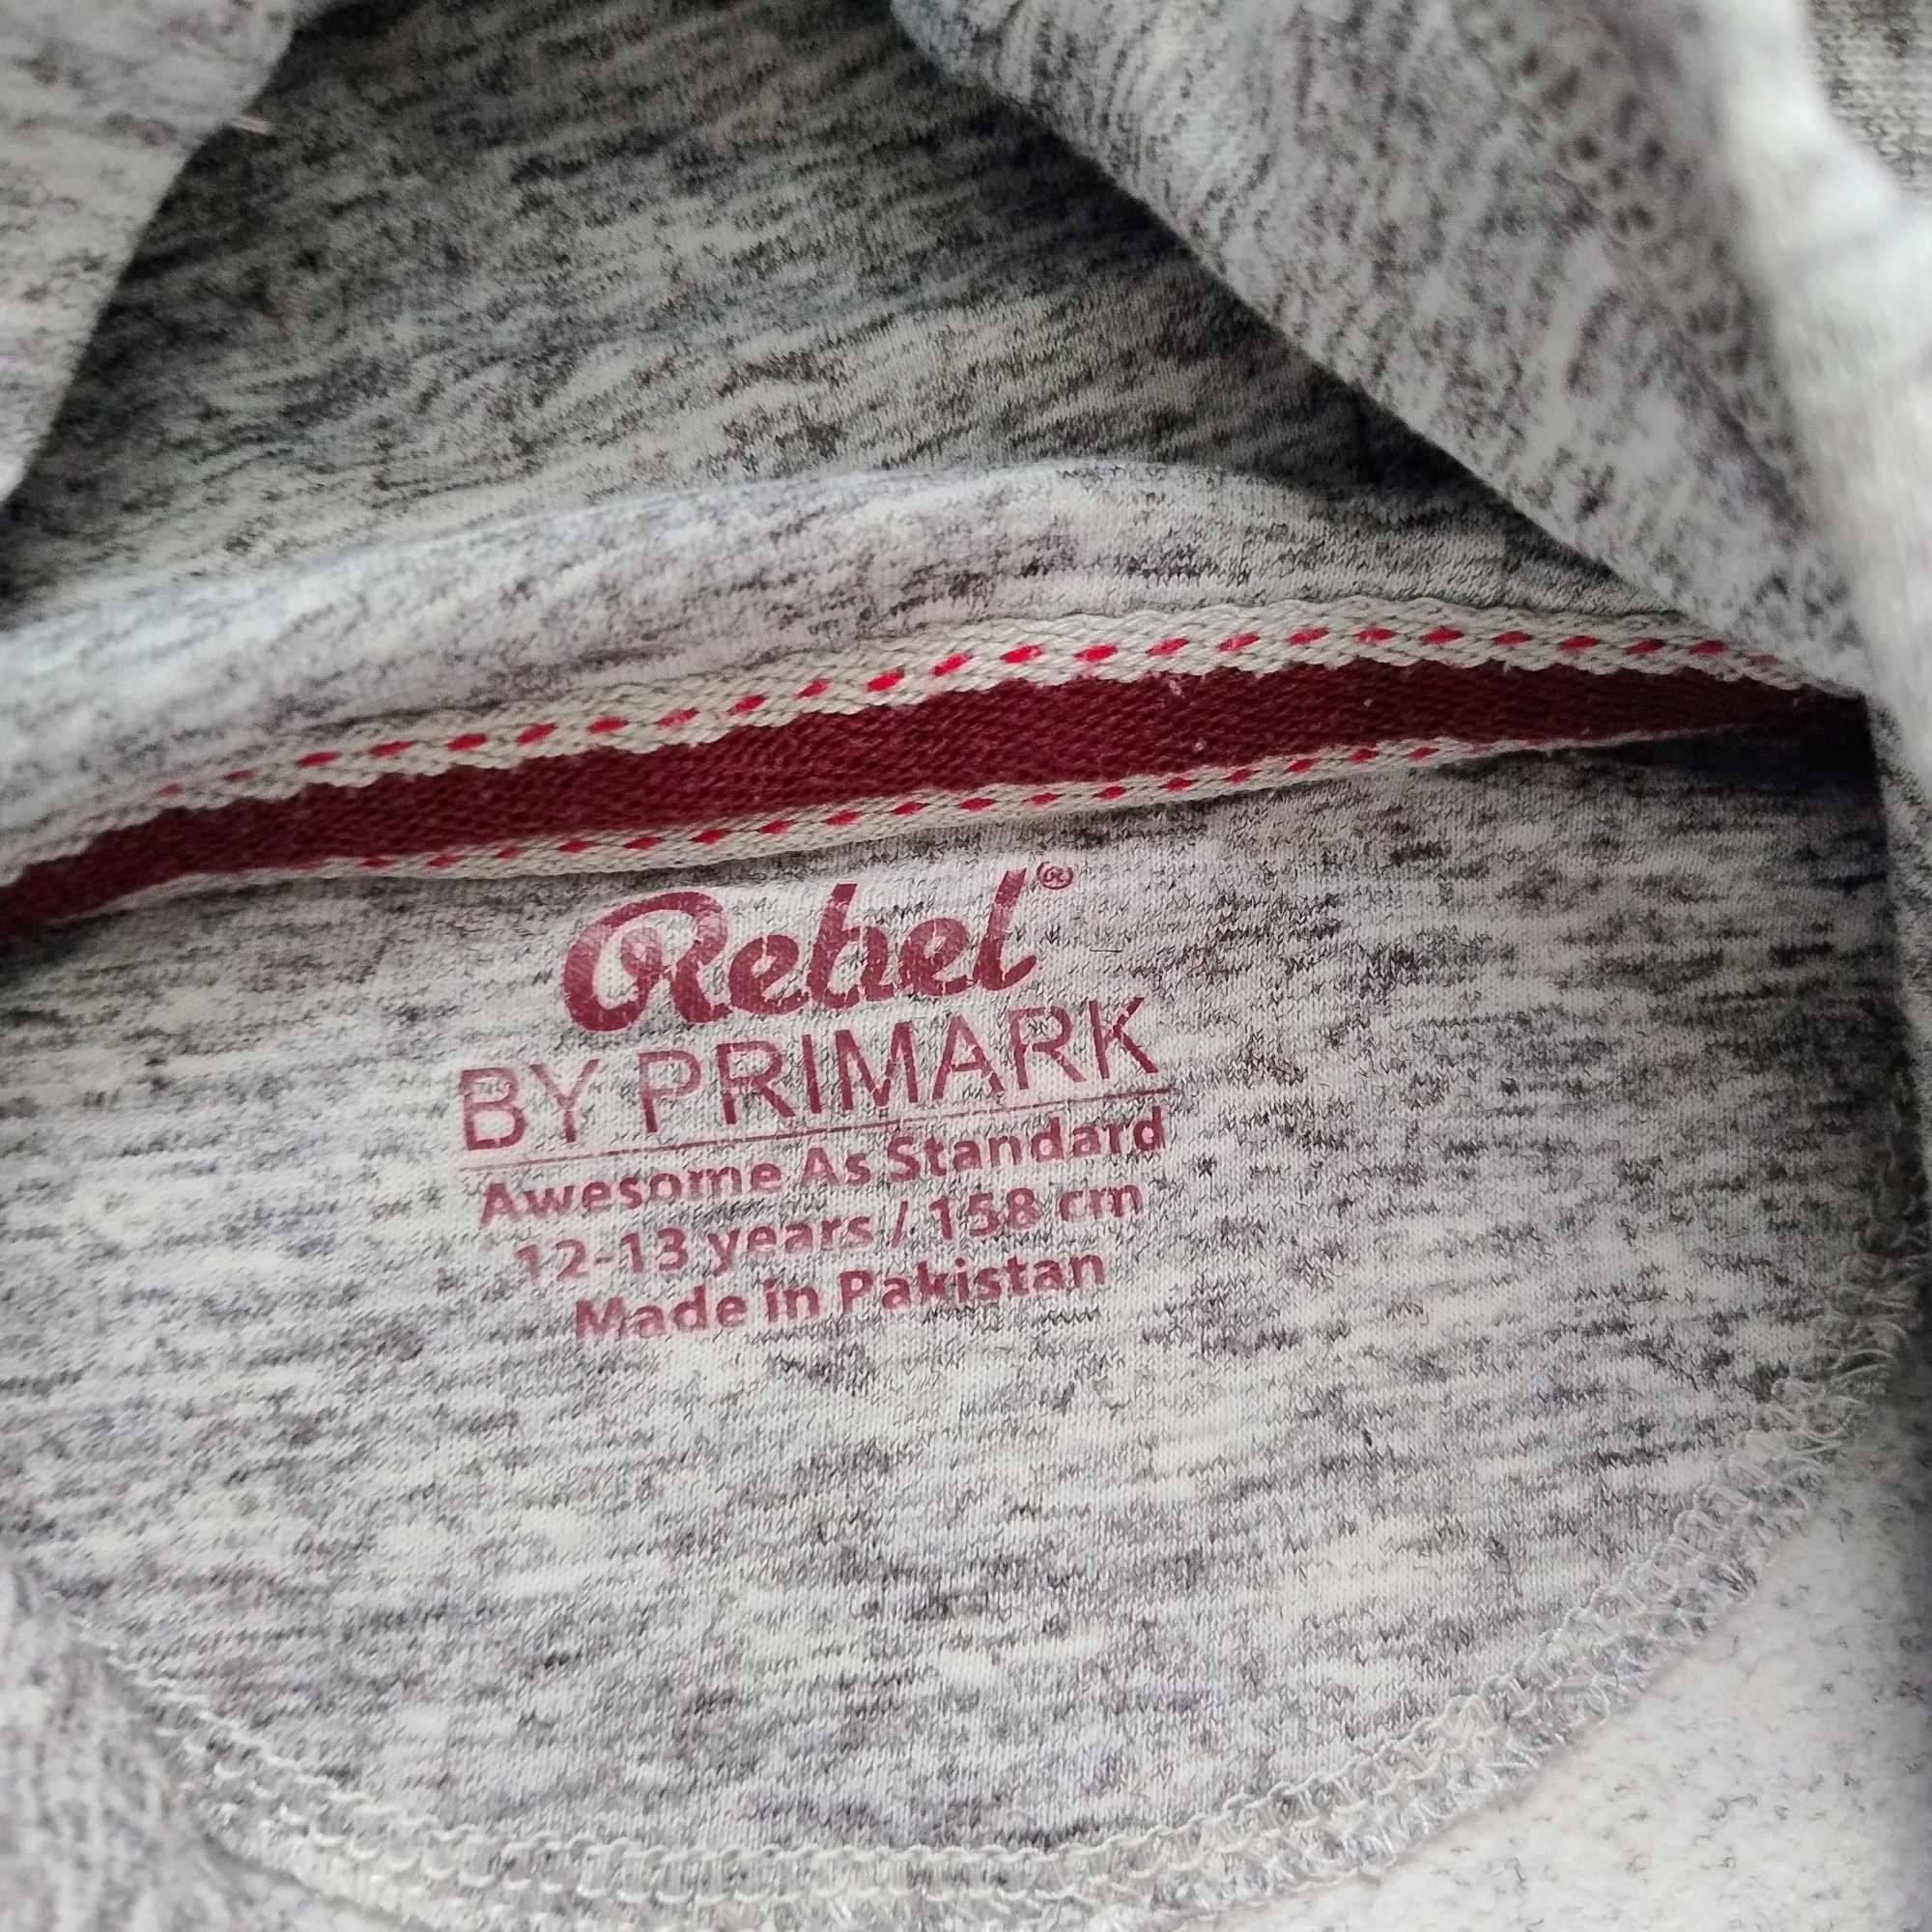 Rebel®
BY PRIMARK
Awesome As Standard
12-13 years / 158 cm
Made in Pakistan